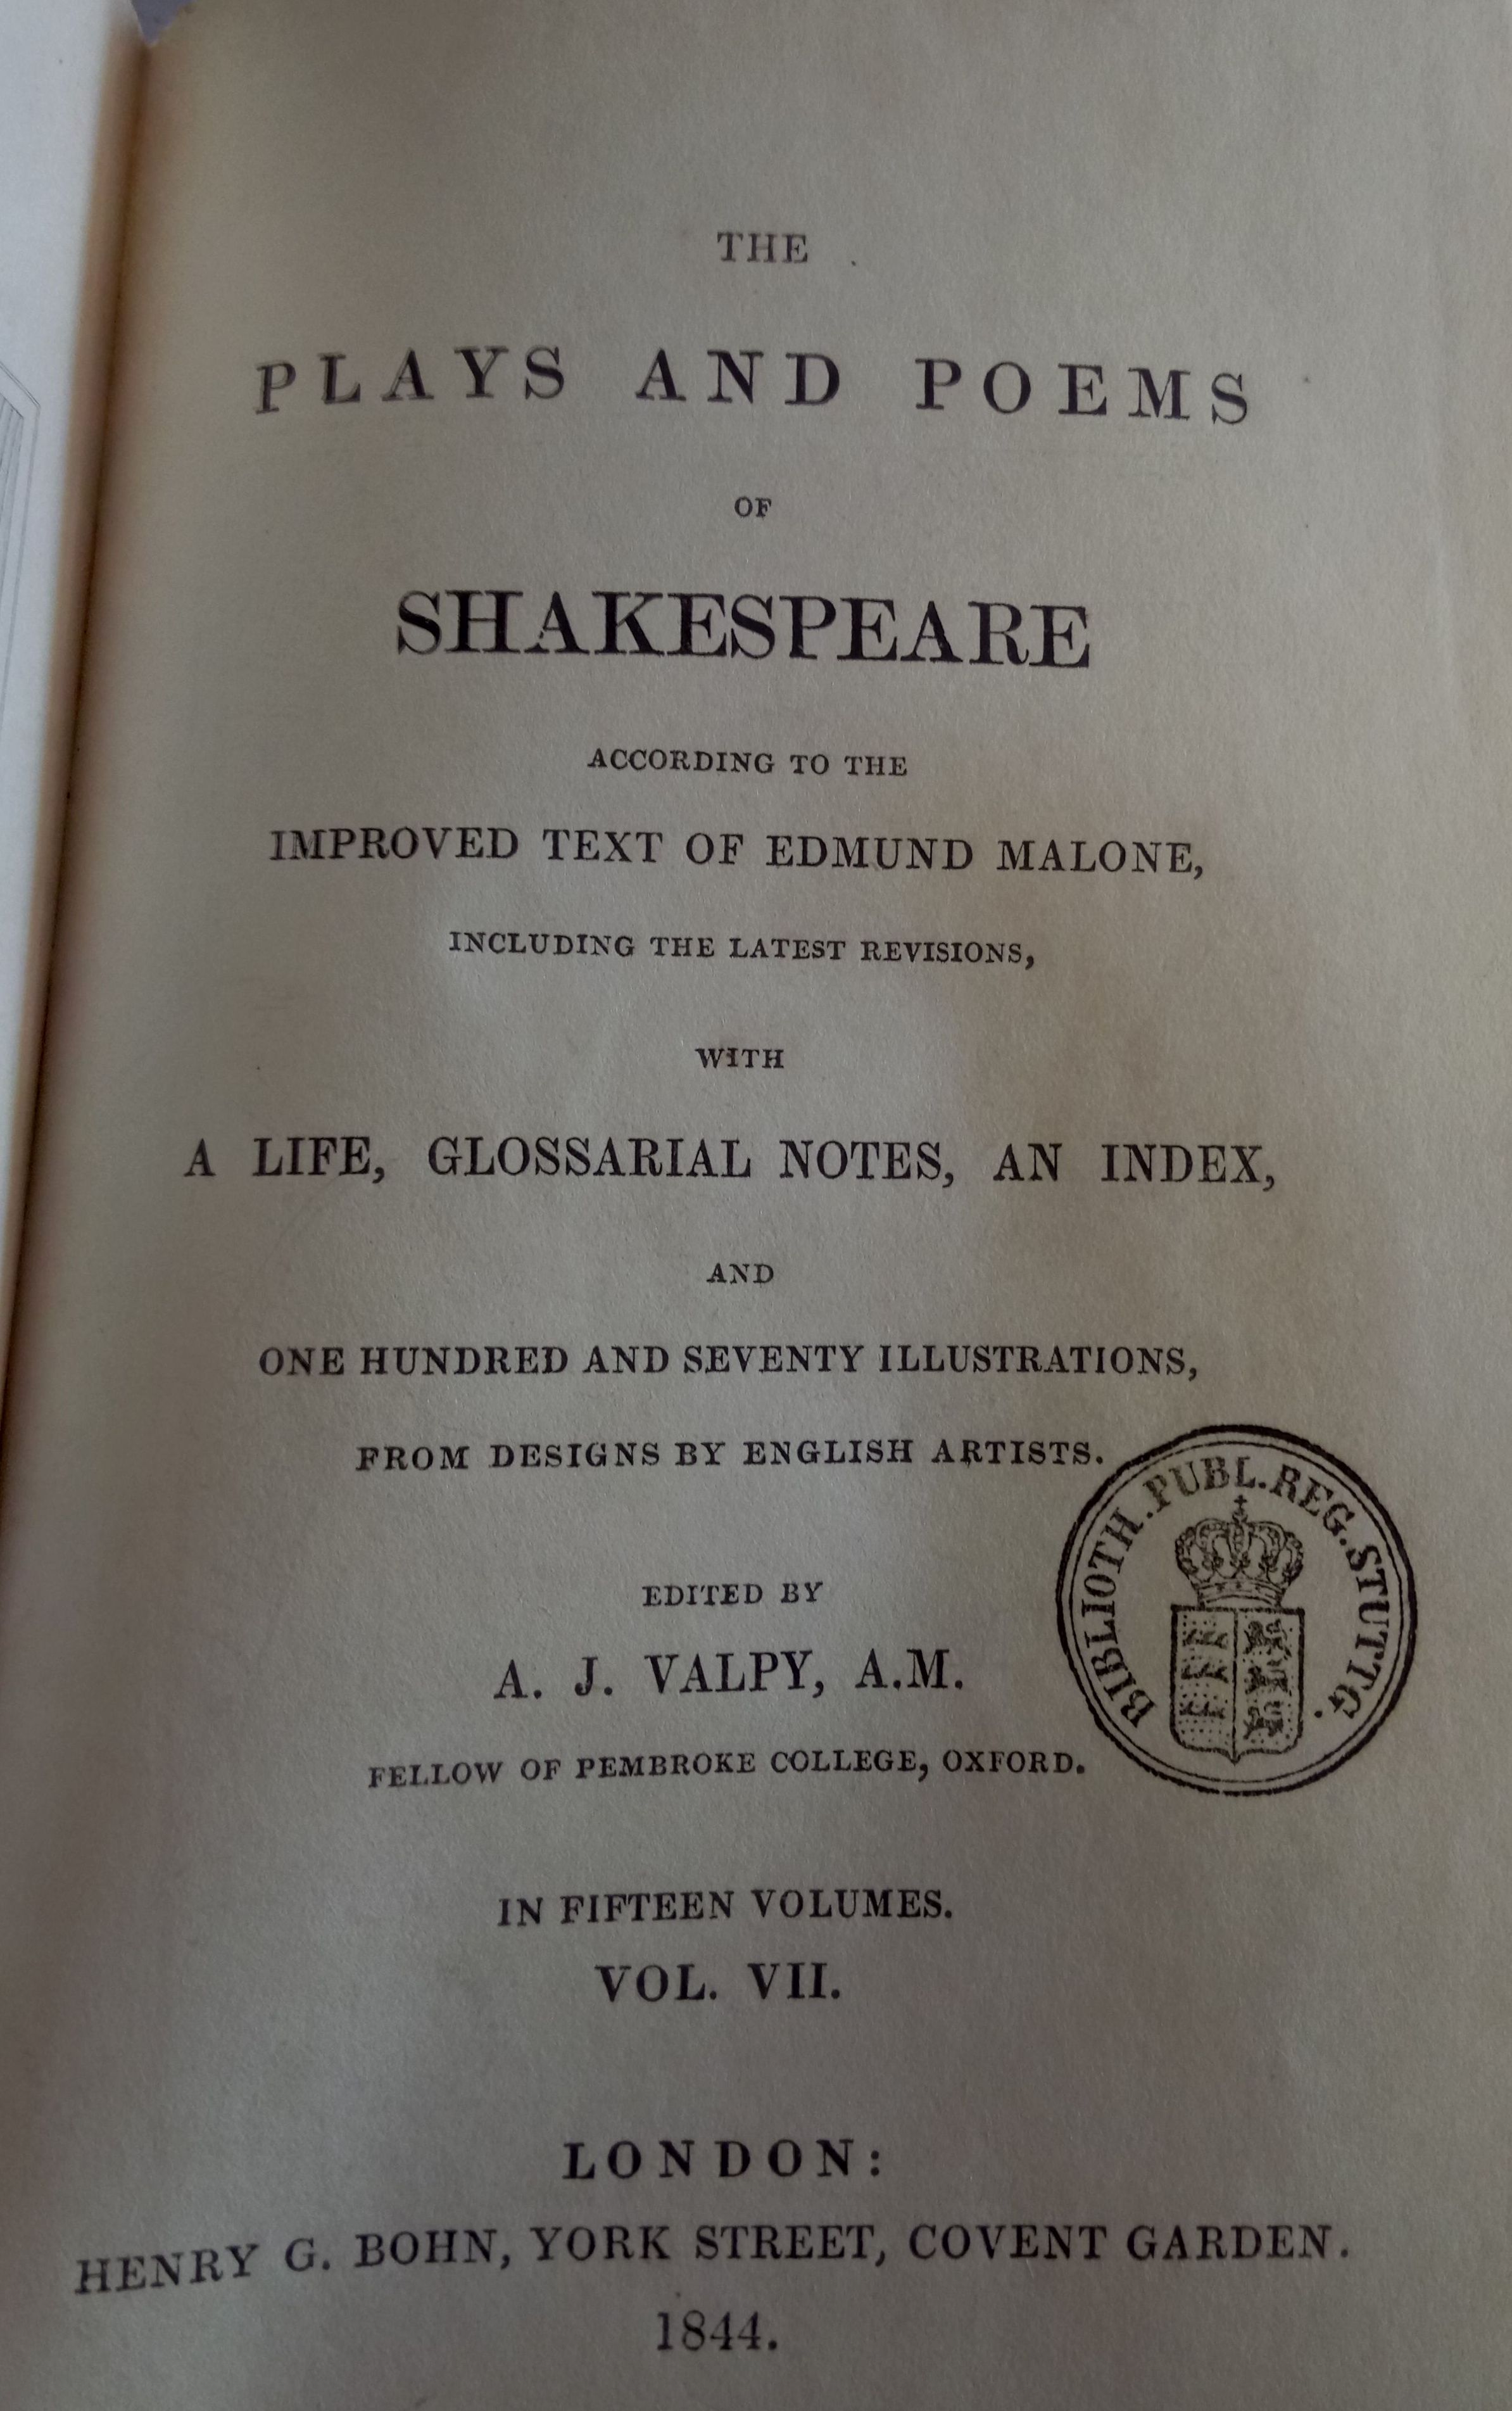 THE
PLAYS AND POEMS
OF
SHAKESPEARE
ACCORDING TO THE
IMPROVED TEXT OF EDMUND MALONE,
INCLUDING THE LATEST REVISIONS,
WITH
A LIFE, GLOSSARIAL NOTES, AN INDEX,
AND
ONE HUNDRED AND SEVENTY ILLUSTRATIONS,
FROM DESIGNS BY ENGLISH ARTISTS.
BIBLIOTH. PUBL. REG. STUTTG.
EDITED BY
A. J. VALPY, A.M.
FELLOW OF PEMBROKE COLLEGE, OXFORD.
IN FIFTEEN VOLUMES.
VOL. VII.
LONDON:
HENRY G. BOHN, YORK STREET, COVENT GARDEN.
1844.